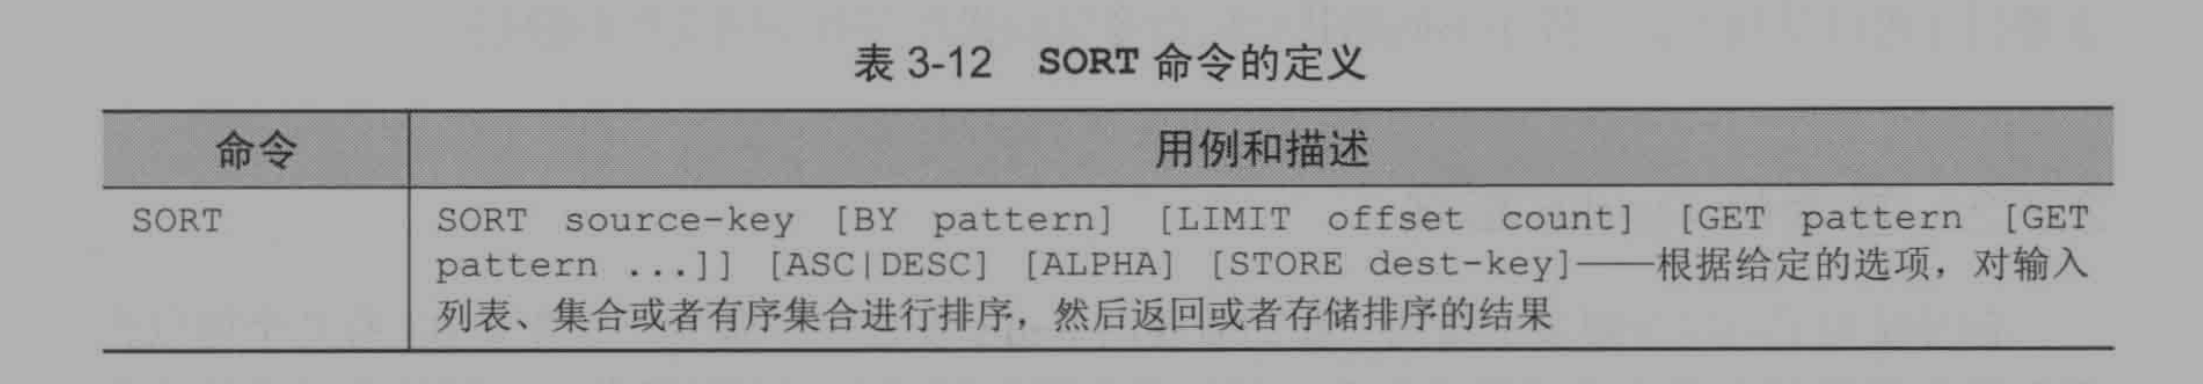 表 3-12 SORT 命令的定义
命令 用例和描述
SORT SORT source-key [BY pattern] [LIMIT offset count] [GET pattern [GET
pattern ...]] [ASC|DESC] [ALPHA] [STORE dest-key]——根据给定的选项，对输入
列表、集合或者有序集合进行排序，然后返回或者存储排序的结果